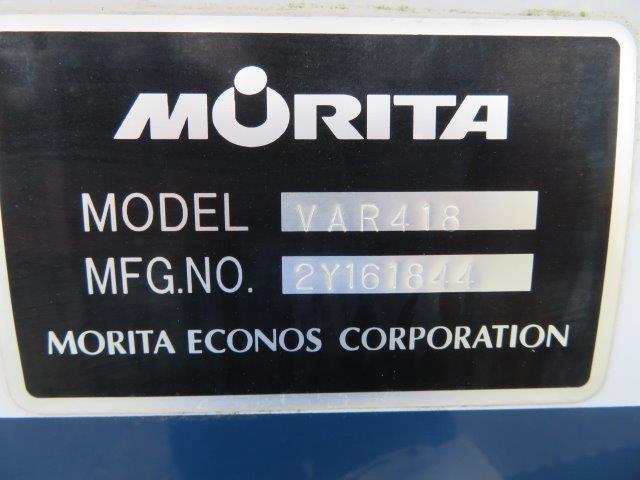 MORITA
MODEL VAR418
MFG.NO. 2Y161844
MORITA ECONOS CORPORATION